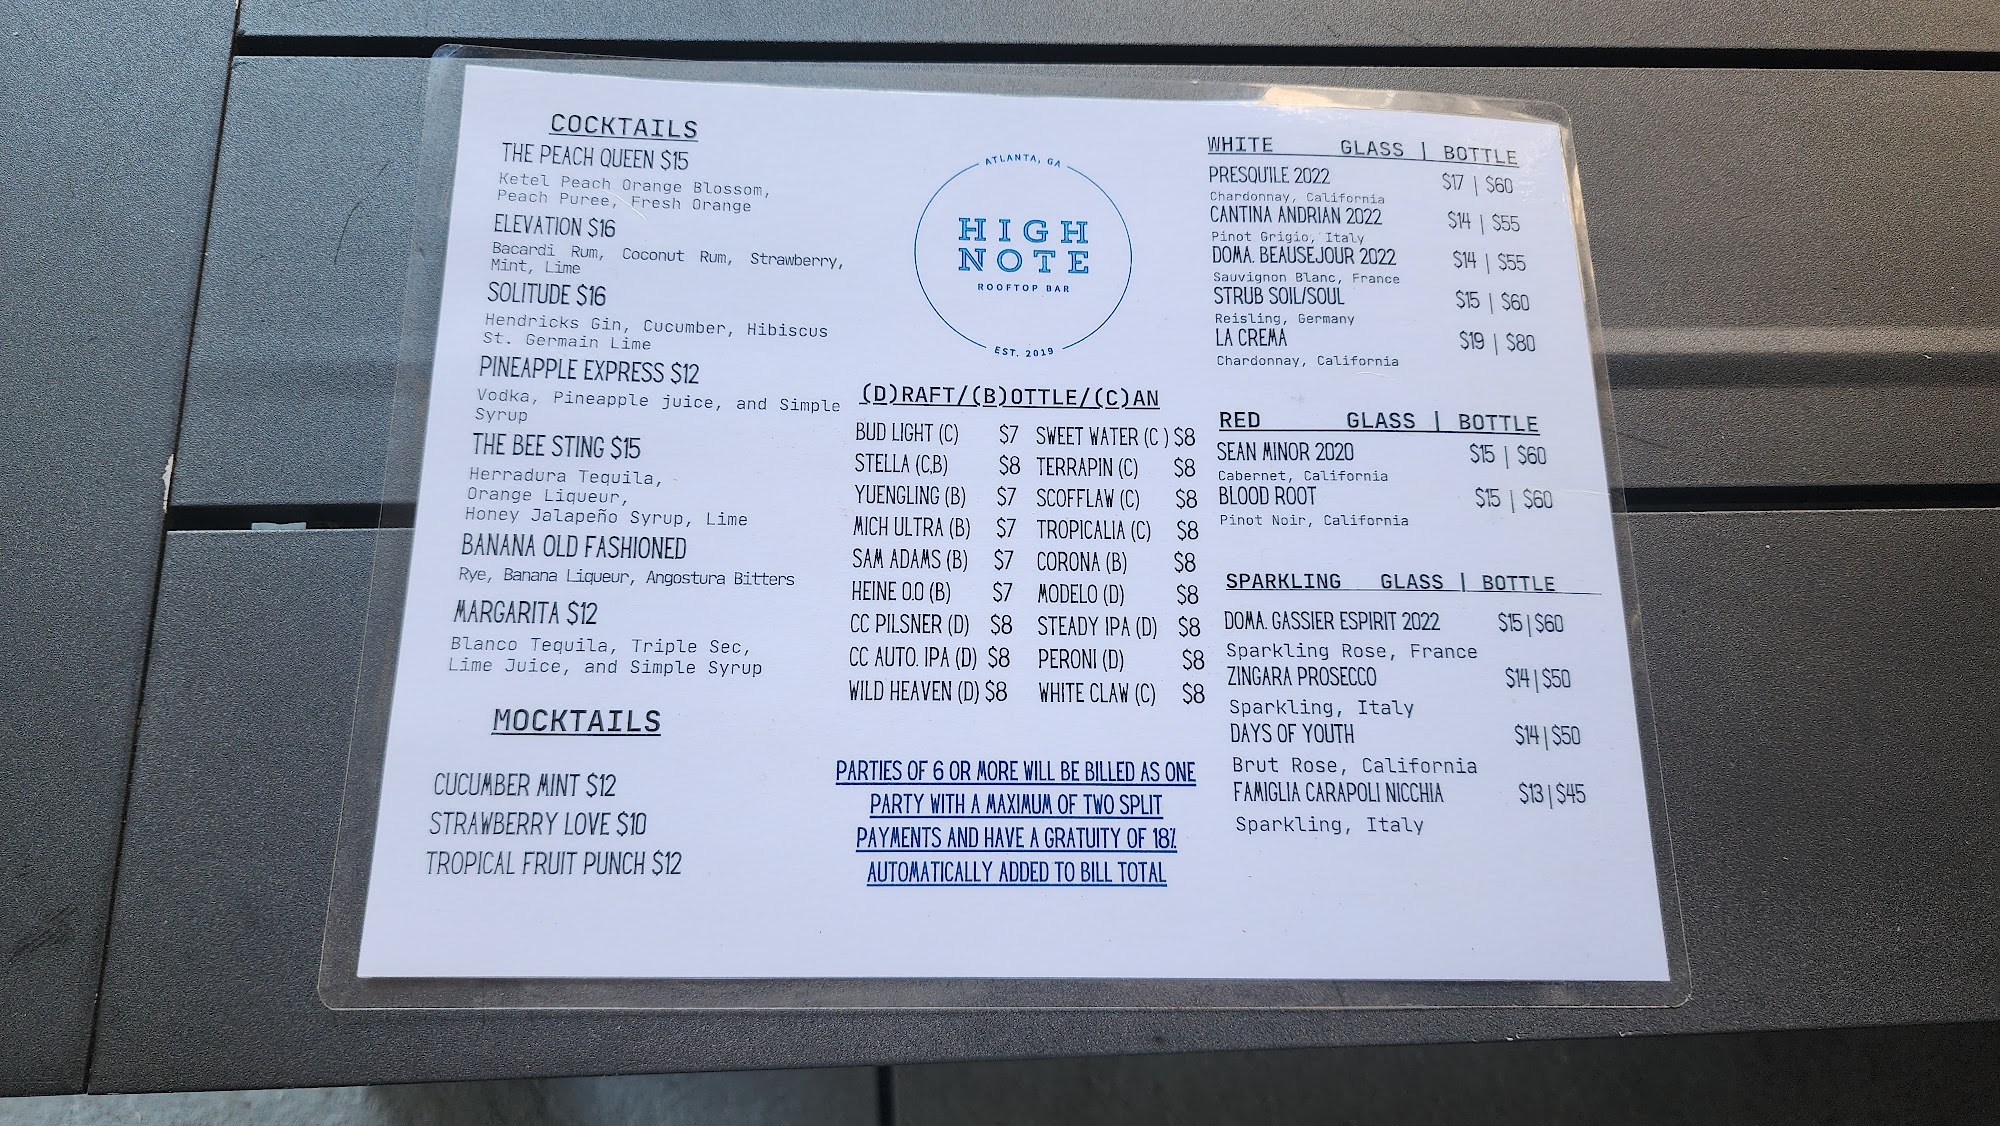 COCKTAILS
THE PEACH QUEEN $15
Ketel Peach Orange Blossom,
Peach Puree, Fresh Orange
ELEVATION $16
Bacardi Rum, Coconut Rum, Strawberry,
Mint, Lime
SOLITUDE $16
Hendricks Gin, Cucumber, Hibiscus
St. Germain Lime
PINEAPPLE EXPRESS $12
Vodka, Pineapple juice, and Simple
Syrup
THE BEE STING $15
Herradura Tequila,
Orange Liqueur,
Honey Jalapeño Syrup, Lime
BANANA OLD FASHIONED
Rye, Banana Liqueur, Angostura Bitters
MARGARITA $12
Blanco Tequila, Triple Sec,
Lime Juice, and Simple Syrup
MOCKTAILS
CUCUMBER MINT $12
STRAWBERRY LOVE $10
TROPICAL FRUIT PUNCH $12
ATLANTA, GA
HIGH
NOTE
ROOFTOP BAR
EST. 2019
(D)RAFT/(B)OTTLE/(C)AN
BUD LIGHT (C) $7 SWEET WATER (C ) $8
STELLA (C,B) $8 TERRAPIN (C) $8
YUENGLING (B) $7 SCOFFLAW (C) $8
MICH ULTRA (B) $7 TROPICALIA (C) $8
SAM ADAMS (B) $7 CORONA (B) $8
HEINE 0.0 (B) $7 MODELO (D) $8
CC PILSNER (D) $8 STEADY IPA (D) $8
CC AUTO. IPA (D) $8 PERONI (D) $8
WILD HEAVEN (D) $8 WHITE CLAW (C) $8
PARTIES OF 6 OR MORE WILL BE BILLED AS ONE
PARTY WITH A MAXIMUM OF TWO SPLIT
PAYMENTS AND HAVE A GRATUITY OF 18%
AUTOMATICALLY ADDED TO BILL TOTAL
WHITE GLASS | BOTTLE
PRESQUILE 2022 $17 | $60
Chardonnay, California
CANTINA ANDRIAN 2022 $14 | $55
Pinot Grigio, Italy
DOMA. BEAUSEJOUR 2022 $14 | $55
Sauvignon Blanc, France
STRUB SOIL/SOUL $15 | $60
Reisling, Germany
LA CREMA $19 | $80
Chardonnay, California
RED GLASS | BOTTLE
SEAN MINOR 2020 $15 | $60
Cabernet, California
BLOOD ROOT $15 | $60
Pinot Noir, California
SPARKLING GLASS | BOTTLE
DOMA. GASSIER ESPIRIT 2022 $15 | $60
Sparkling Rose, France
ZINGARA PROSECCO $14 | $50
Sparkling, Italy
DAYS OF YOUTH $14 | $50
Brut Rose, California
FAMIGLIA CARAPOLI NICCHIA $13 | $45
Sparkling, Italy